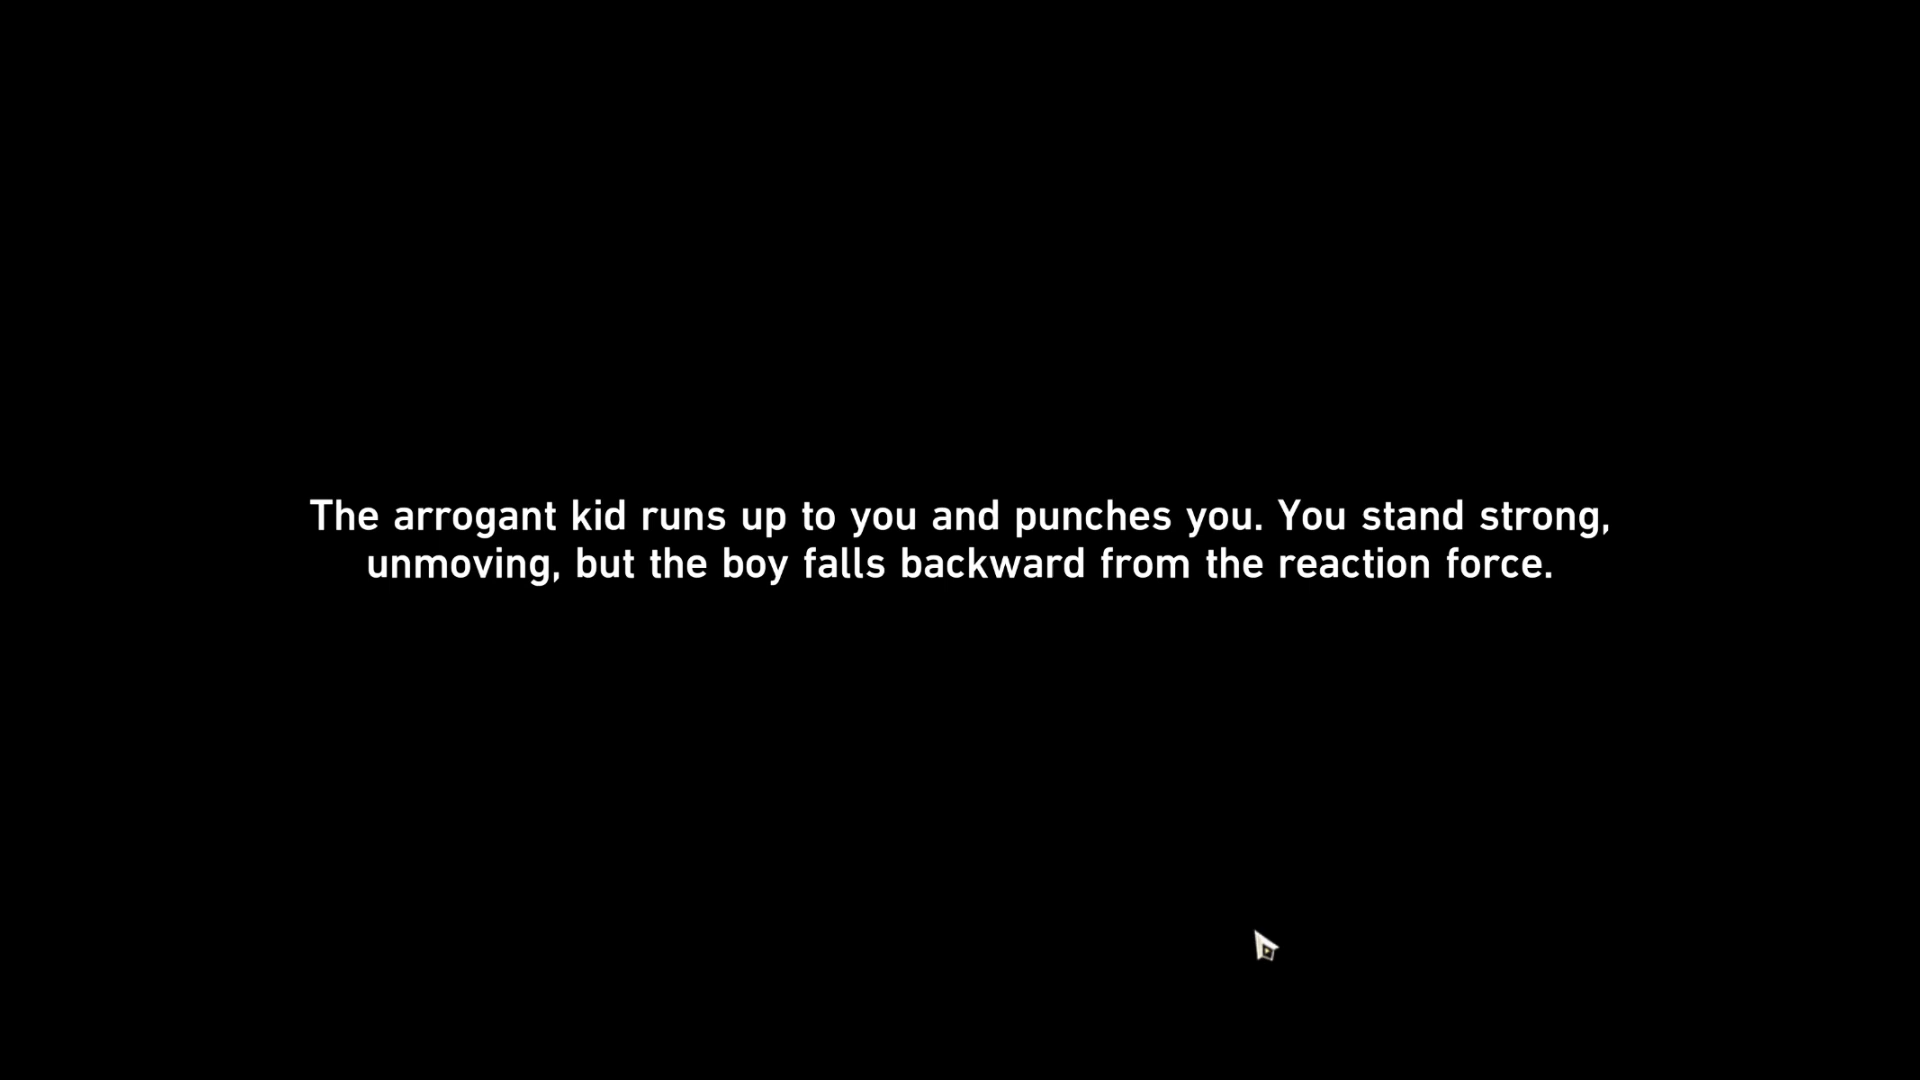 The arrogant kid runs up to you and punches you. You stand strong,
unmoving, but the boy falls backward from the reaction force.